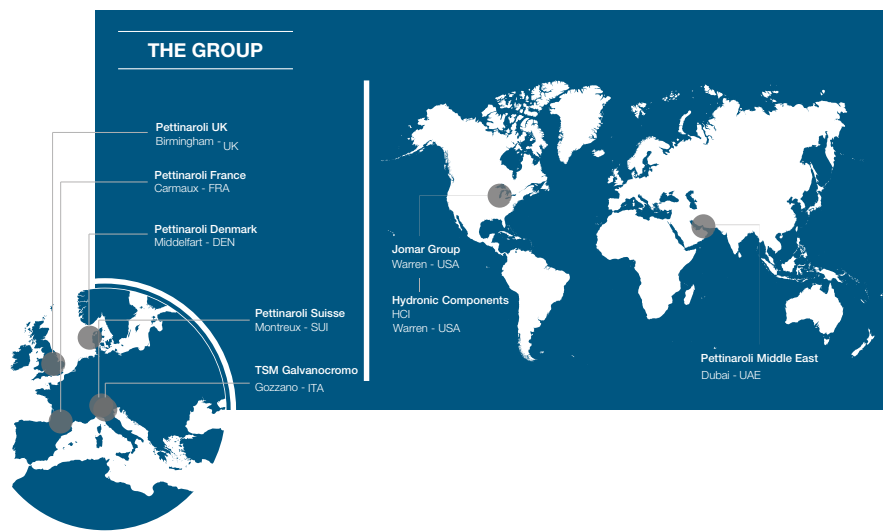 THE GROUP
Pettinaroli UK
Birmingham - UK
Pettinaroli France
Carmaux - FRA
Pettinaroli Denmark
Middelfart - DEN
Pettinaroli Suisse
Montreux - SUI
TSM Galvanocromo
Gozzano - ITA
Jomar Group
Warren - USA
Hydronic Components
HCI
Warren - USA
Pettinaroli Middle East
Dubai - UAE